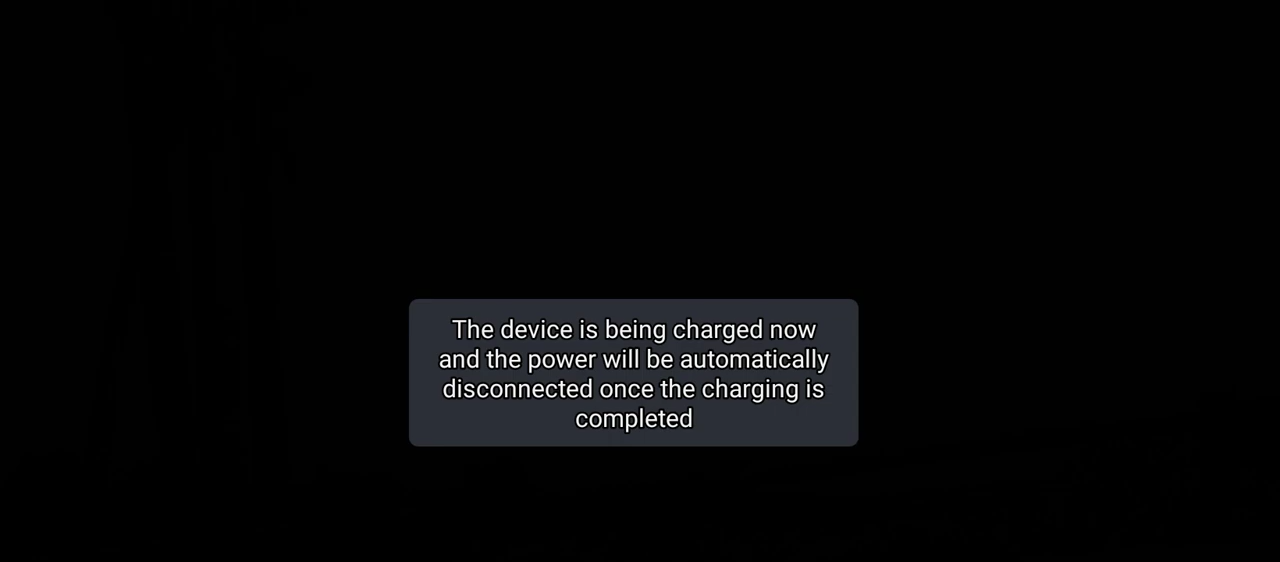 The device is being charged now
and the power will be automatically
disconnected once the charging is
completed